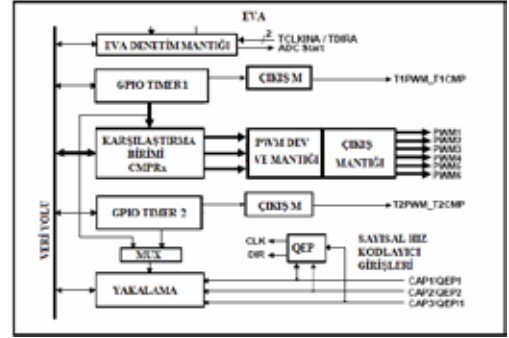 EVA
EVA DENETİM MANTIĞI
2
TCLKINA / TDIRA
ADC Start
GPIO TIMER 1
ÇIKIŞ M
T1PWM_T1CMP
KARŞILAŞTIRMA
BİRİMİ
CMPRx
PWM DEV
VE MANTIĞI
ÇIKIŞ
MANTIĞI
PWM1
PWM2
PWM3
PWM4
PWM5
PWM6
GPIO TIMER 2
ÇIKIŞ M
T2PWM_T2CMP
VERİ YOLU
MUX
CLK
DIR
QEP
SAYISAL HIZ
KODLAYICI
GİRİŞLERİ
YAKALAMA
CAP1/QEP1
CAP2/QEP2
CAP3/QEPI1